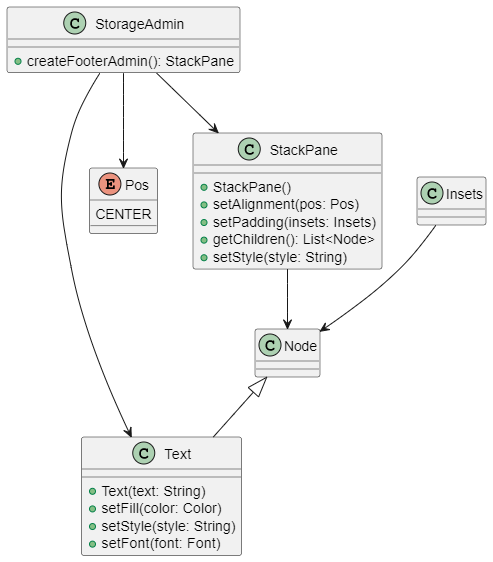 C StorageAdmin
createFooterAdmin(): StackPane
C StackPane
StackPane()
setAlignment(pos: Pos)
setPadding(insets: Insets)
getChildren(): List<Node>
setStyle(style: String)
E Pos
CENTER
C Insets
C Node
C Text
Text(text: String)
setFill(color: Color)
setStyle(style: String)
setFont(font: Font)